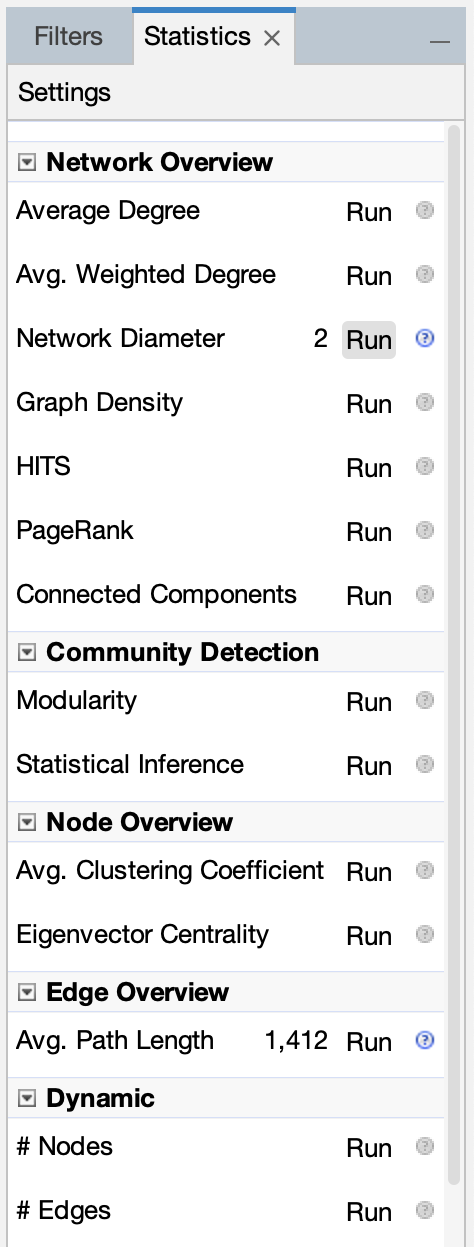 Filters Statistics
Settings
Network Overview
Average Degree Run
Avg. Weighted Degree Run
Network Diameter 2 Run
Graph Density Run
HITS Run
PageRank Run
Connected Components Run
Community Detection
Modularity Run
Statistical Inference Run
Node Overview
Avg. Clustering Coefficient Run
Eigenvector Centrality Run
Edge Overview
Avg. Path Length 1,412 Run
Dynamic
# Nodes Run
# Edges Run